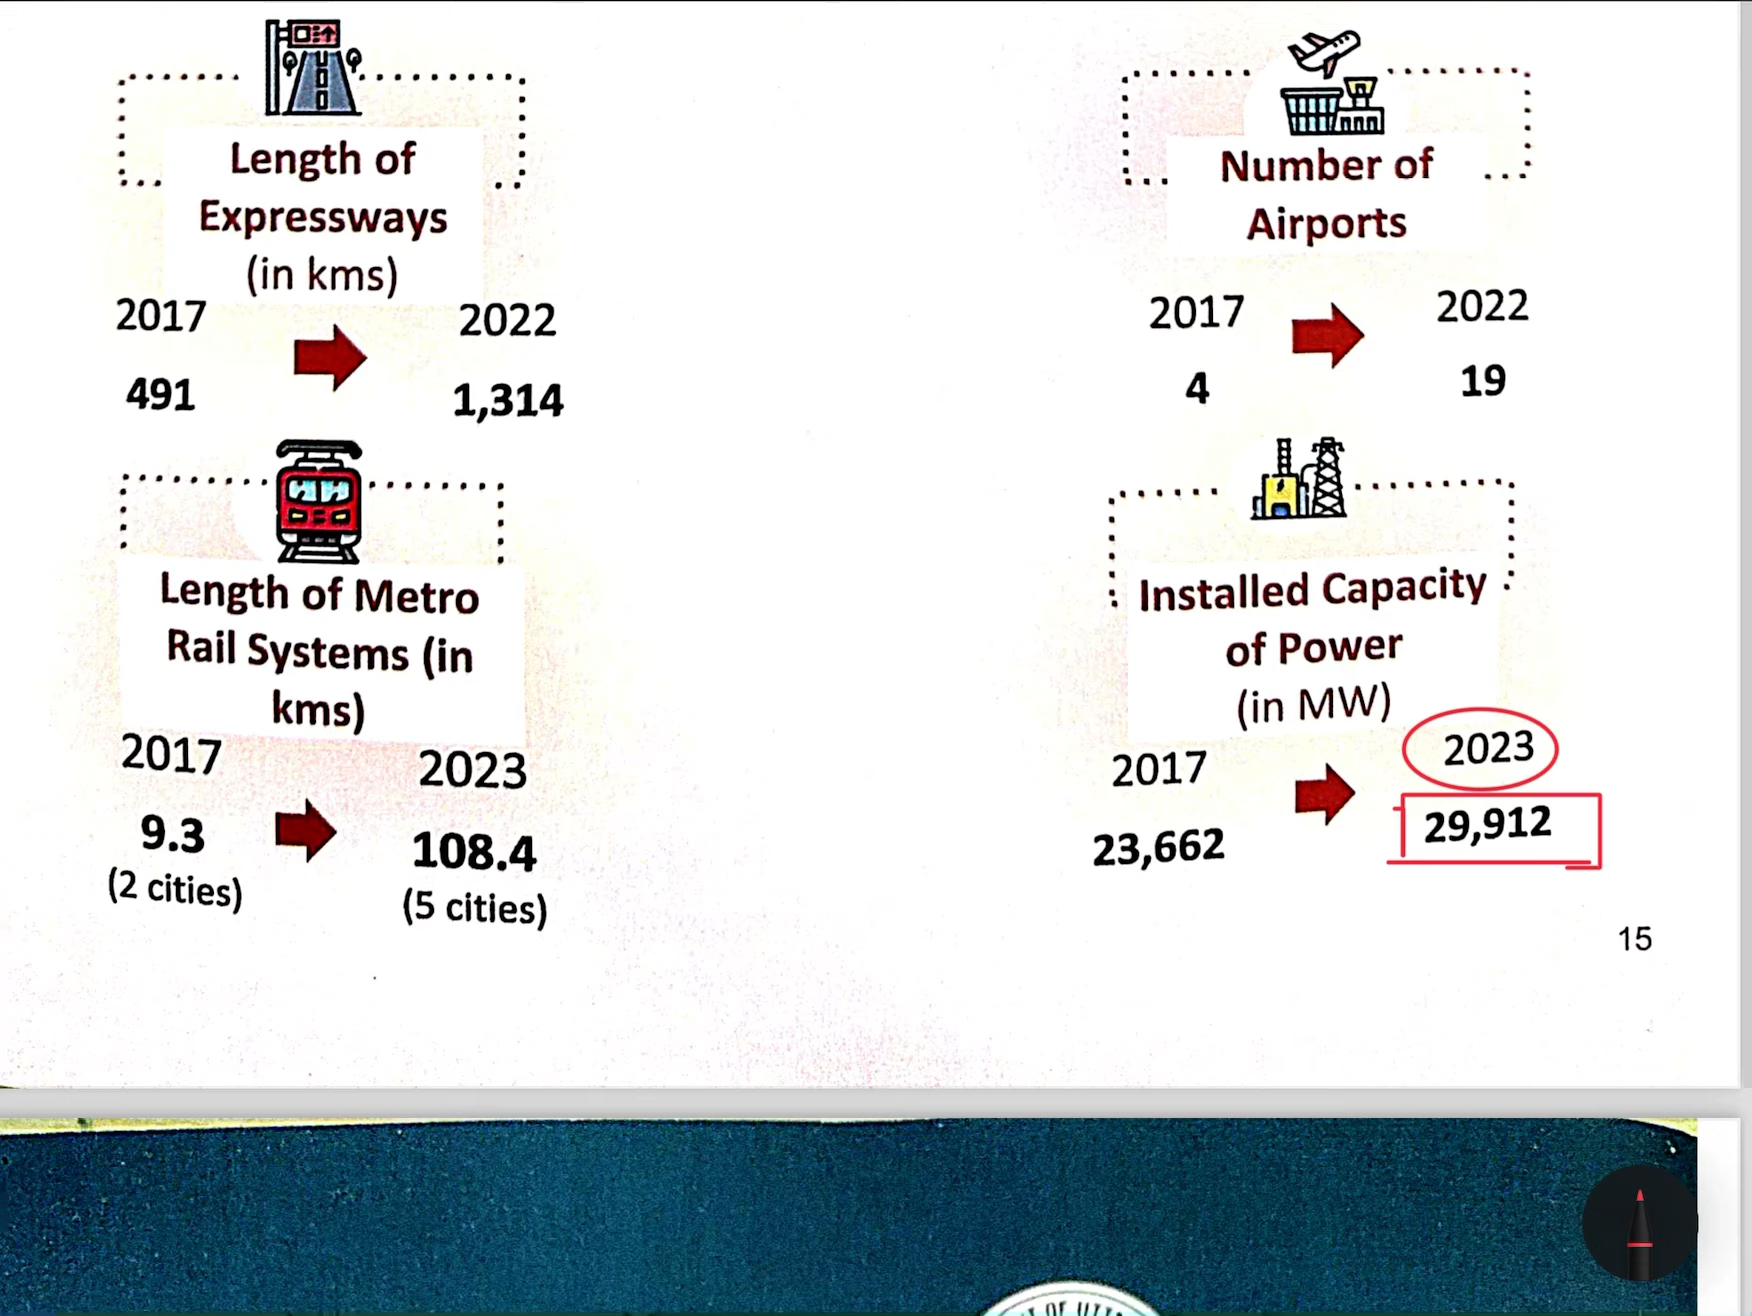 Length of
Expressways
(in kms)
2017
2022
491
1,314
Number of
Airports
2017
2022
4
19
Length of Metro
Rail Systems (in
kms)
2017
2023
9.3
108.4
(2 cities)
(5 cities)
Installed Capacity
of Power
(in MW)
2017
2023
23,662
29,912
15